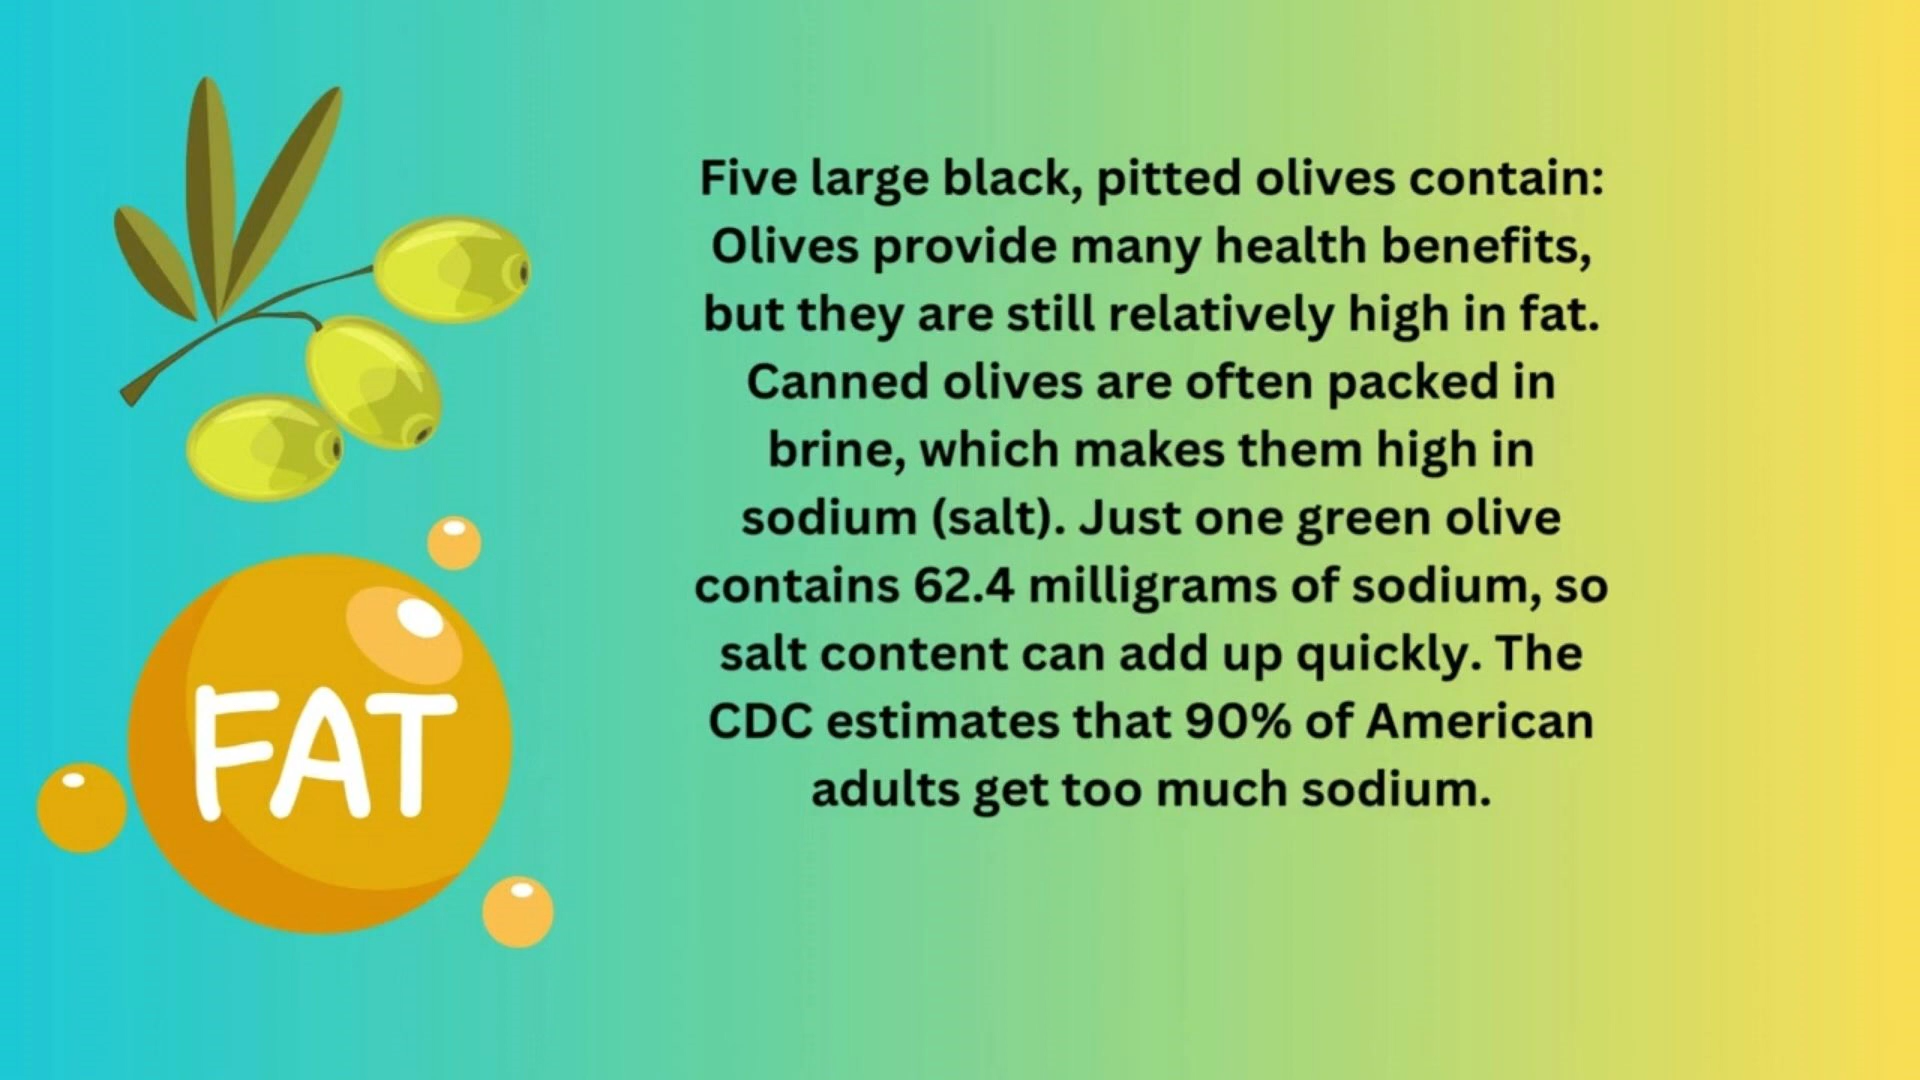 Five large black, pitted olives contain:
Olives provide many health benefits,
but they are still relatively high in fat.
Canned olives are often packed in
brine, which makes them high in
sodium (salt). Just one green olive
contains 62.4 milligrams of sodium, so
salt content can add up quickly. The
CDC estimates that 90% of American
adults get too much sodium.
FAT